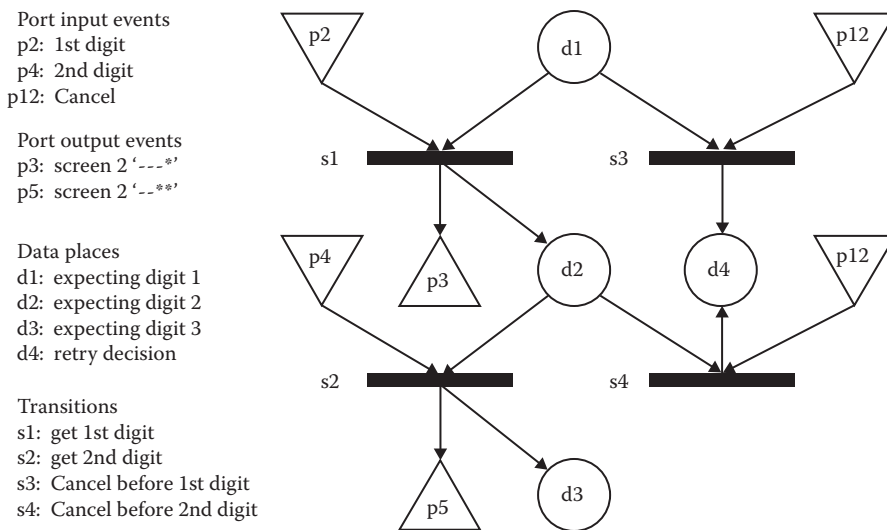 Port input events
p2: 1st digit
p4: 2nd digit
p12: Cancel
Port output events
p3: screen 2 ‘---*’
p5: screen 2 ‘--**’
Data places
d1: expecting digit 1
d2: expecting digit 2
d3: expecting digit 3
d4: retry decision
Transitions
s1: get 1st digit
s2: get 2nd digit
s3: Cancel before 1st digit
s4: Cancel before 2nd digit
p2
d1
p12
s1
s3
p4
p3
d2
d4
p12
s2
s4
p5
d3